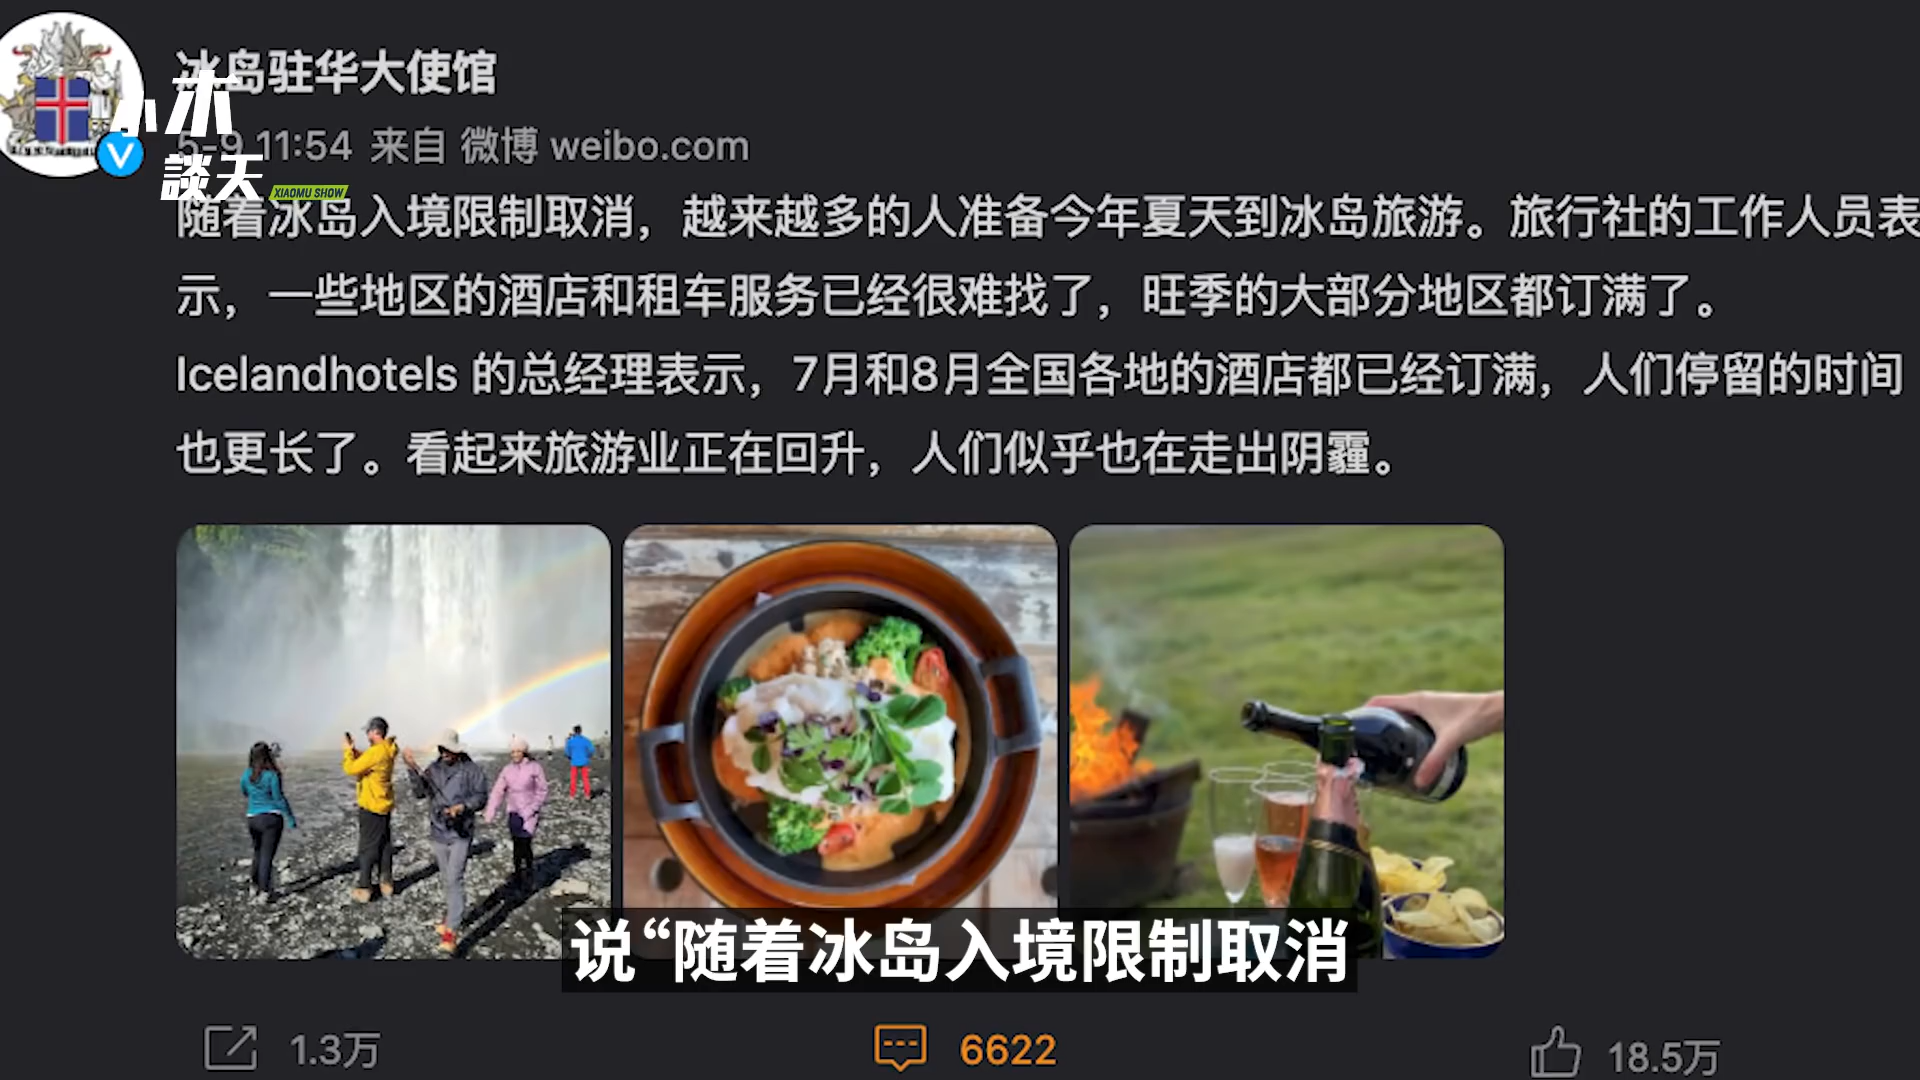 冰岛驻华大使馆
小木
談天
XIAOMU SHOW
5-9 11:54 来自 微博 weibo.com
随着冰岛入境限制取消，越来越多的人准备今年夏天到冰岛旅游。旅行社的工作人员表
示，一些地区的酒店和租车服务已经很难找了，旺季的大部分地区都订满了。
Icelandhotels 的总经理表示，7月和8月全国各地的酒店都已经订满，人们停留的时间
也更长了。看起来旅游业正在回升，人们似乎也在走出阴霾。
说“随着冰岛入境限制取消
1.3万
6622
18.5万